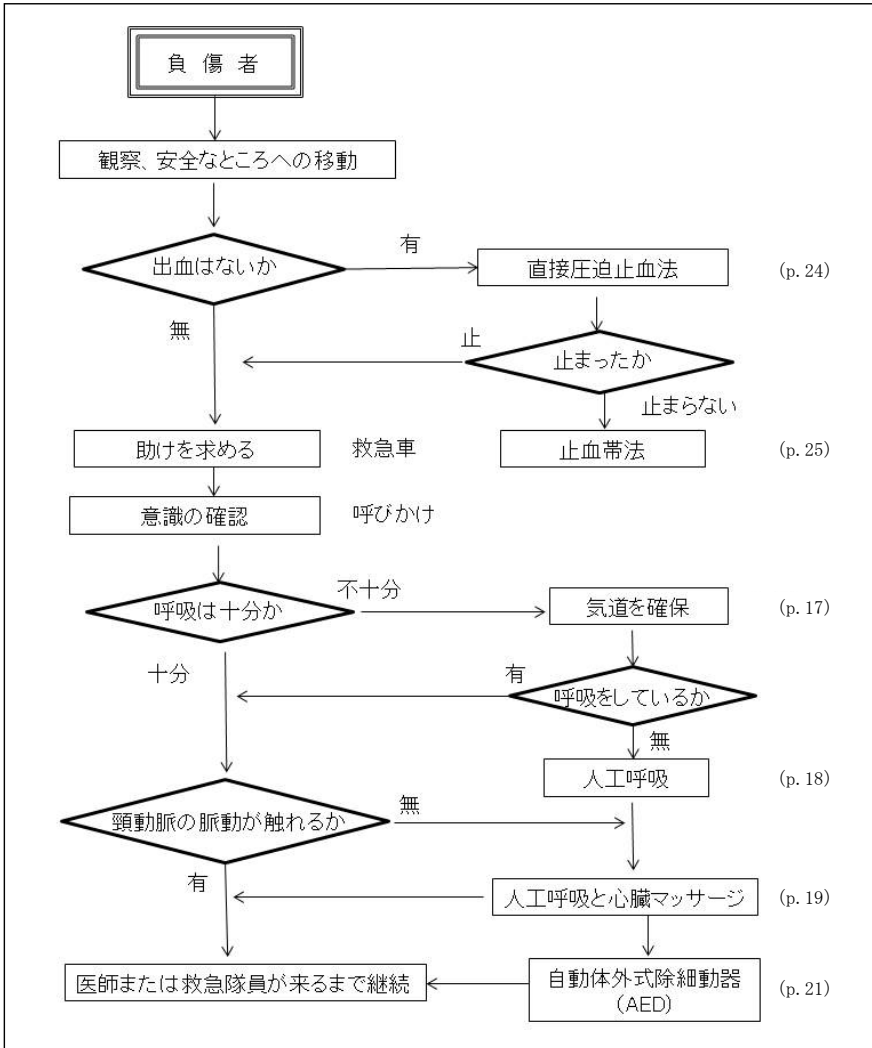 負 傷 者
観察、安全なところへの移動
出血はないか
有
直接圧迫止血法
(p. 24)
無
止
止まったか
止まらない
助けを求める
救急車
止血帯法
(p. 25)
意識の確認
呼びかけ
呼吸は十分か
不十分
気道を確保
(p. 17)
十分
有
呼吸をしているか
無
人工呼吸
(p. 18)
頸動脈の脈動が触れるか
無
有
人工呼吸と心臓マッサージ
(p. 19)
医師または救急隊員が来るまで継続
自動体外式除細動器
(AED)
(p. 21)